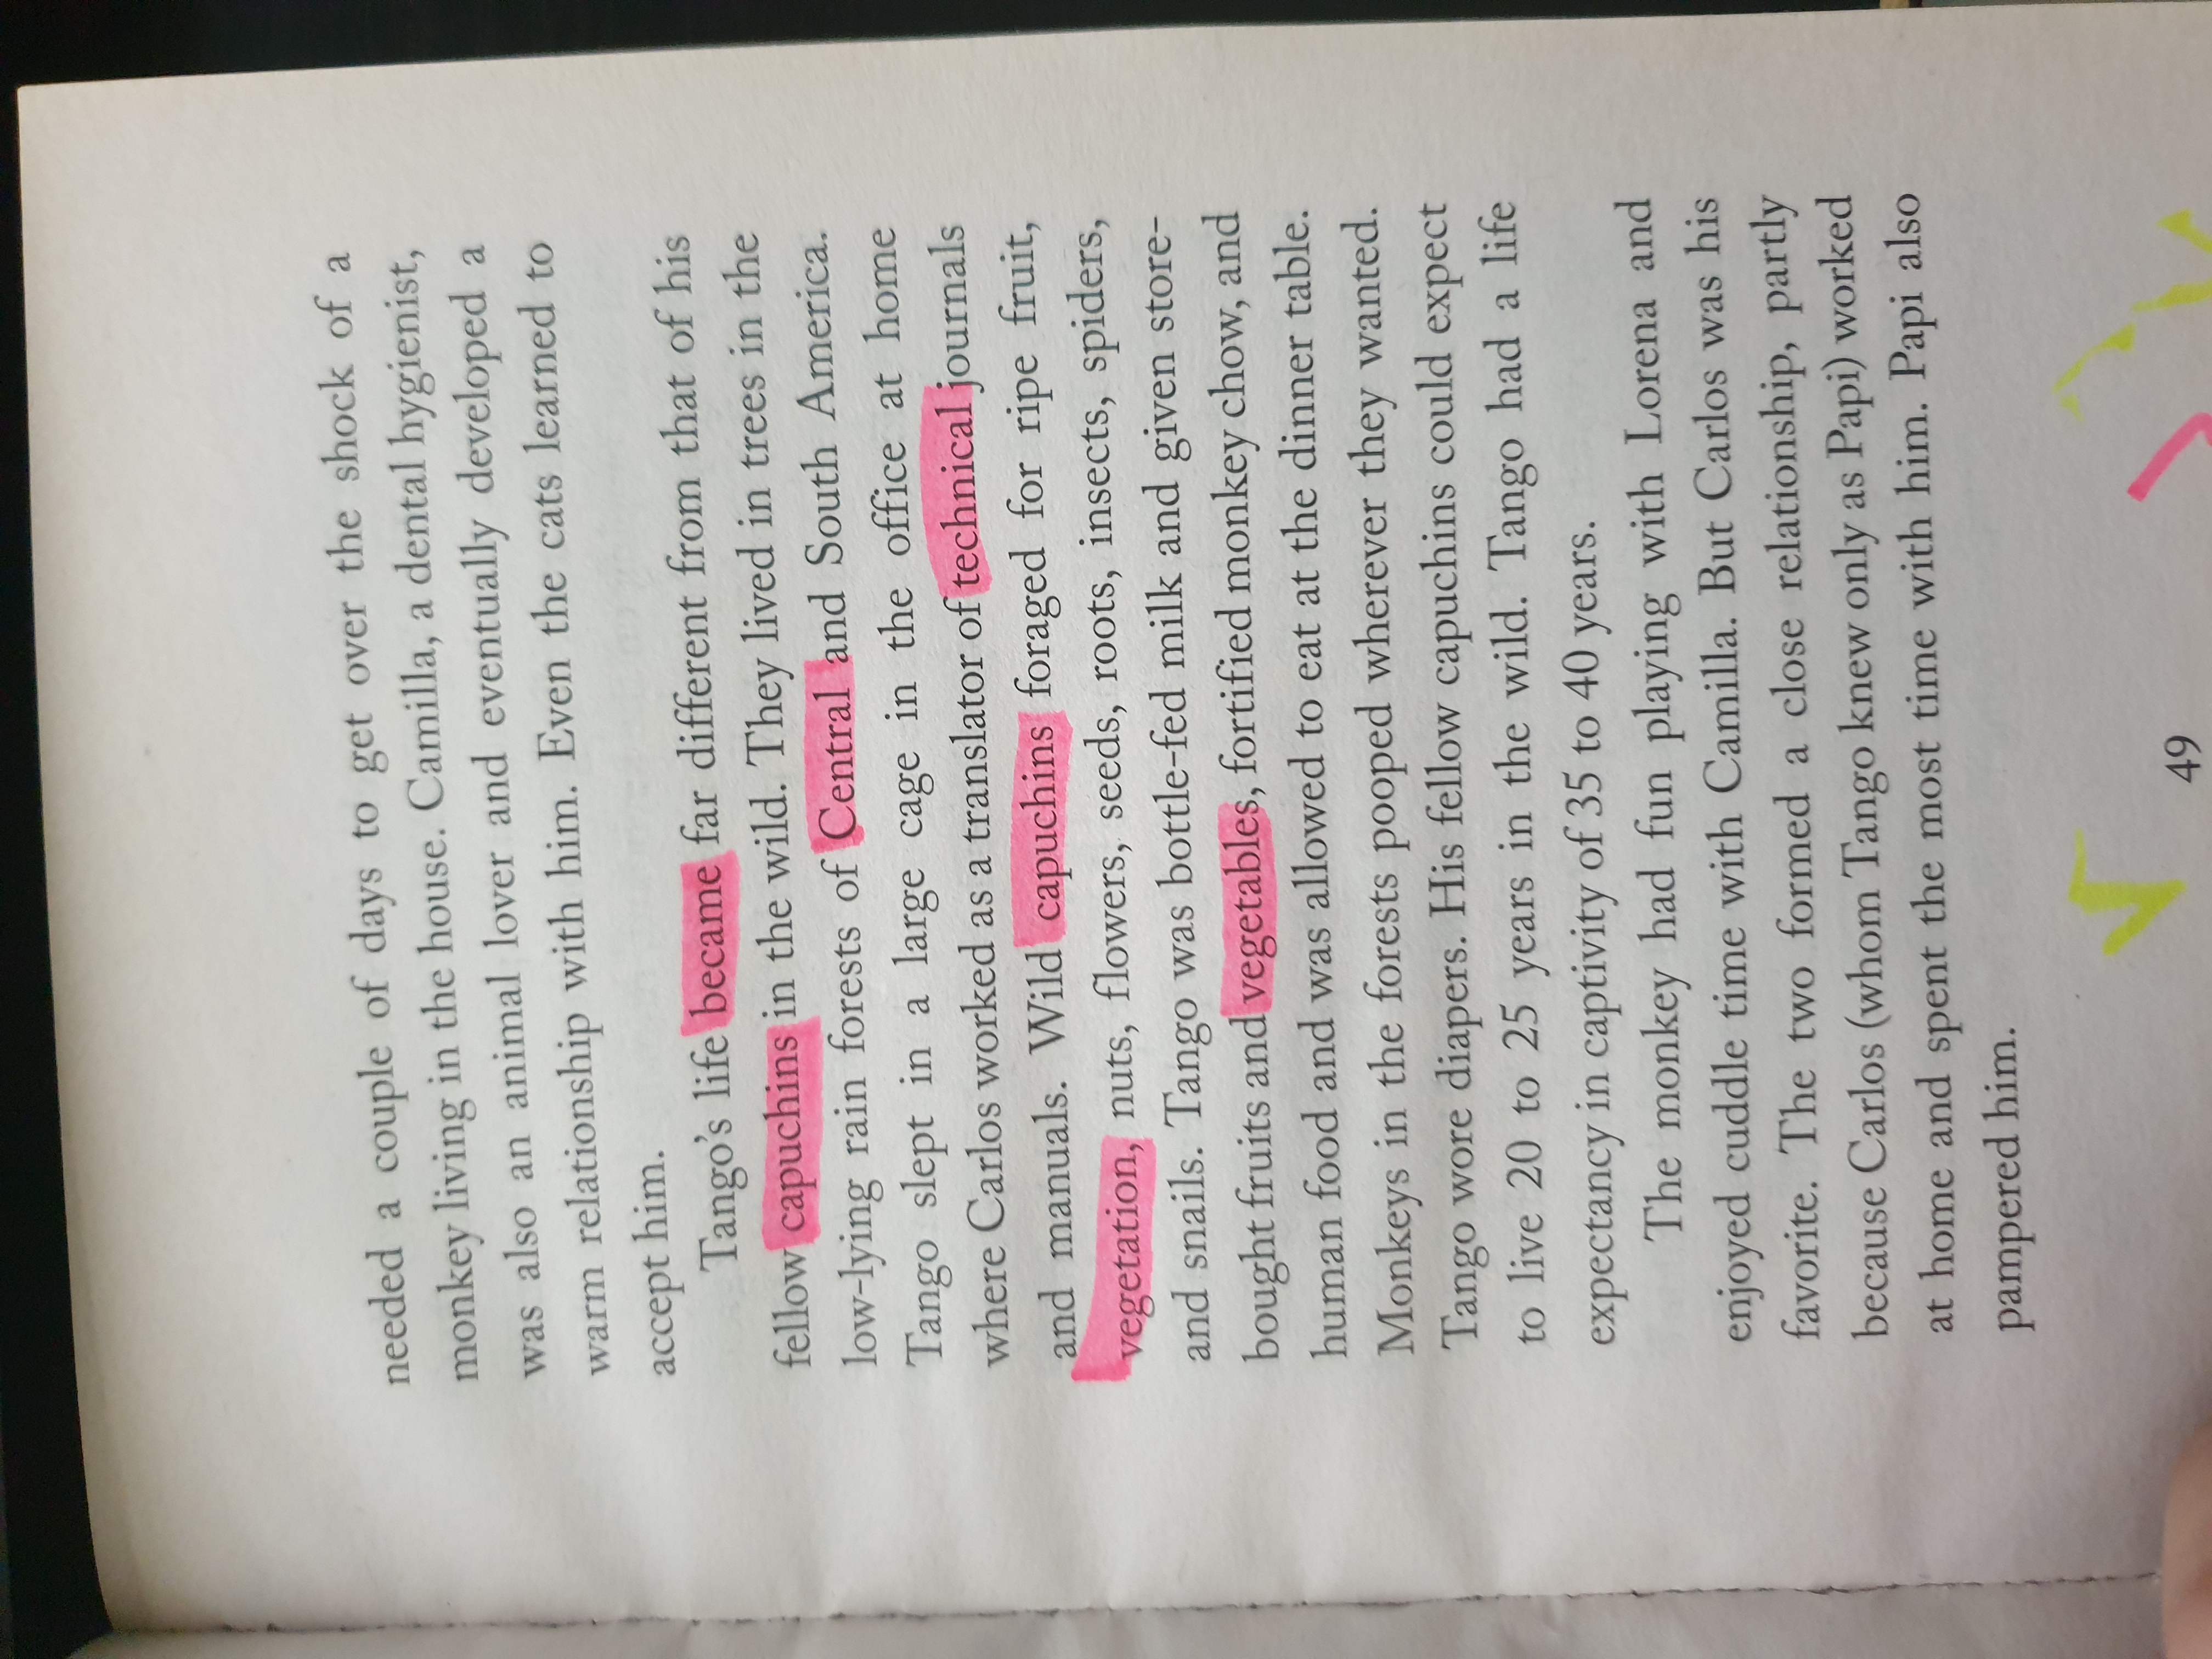 needed a couple of days to get over the shock of a
monkey living in the house. Camilla, a dental hygienist,
was also an animal lover and eventually developed a
warm relationship with him. Even the cats learned to
accept him.
Tango's life became far different from that of his
fellow capuchins in the wild. They lived in trees in the
low-lying rain forests of Central and South America.
Tango slept in a large cage in the office at home
where Carlos worked as a translator of technical journals
and manuals. Wild capuchins foraged for ripe fruit,
vegetation, nuts, flowers, seeds, roots, insects, spiders,
and snails. Tango was bottle-fed milk and given store-
bought fruits and vegetables, fortified monkey chow, and
human food and was allowed to eat at the dinner table.
Monkeys in the forests pooped wherever they wanted.
Tango wore diapers. His fellow capuchins could expect
to live 20 to 25 years in the wild. Tango had a life
expectancy in captivity of 35 to 40 years.
The monkey had fun playing with Lorena and
enjoyed cuddle time with Camilla. But Carlos was his
favorite. The two formed a close relationship, partly
because Carlos (whom Tango knew only as Papi) worked
at home and spent the most time with him. Papi also
pampered him.
49